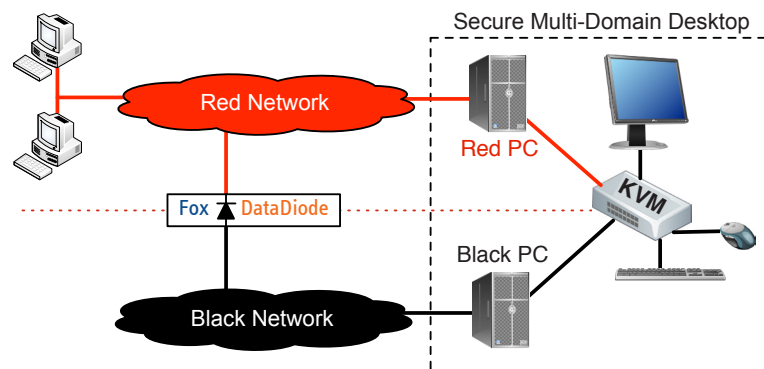 Secure Multi-Domain Desktop
Red Network
Red PC
KVM
Fox DataDiode
Black PC
Black Network